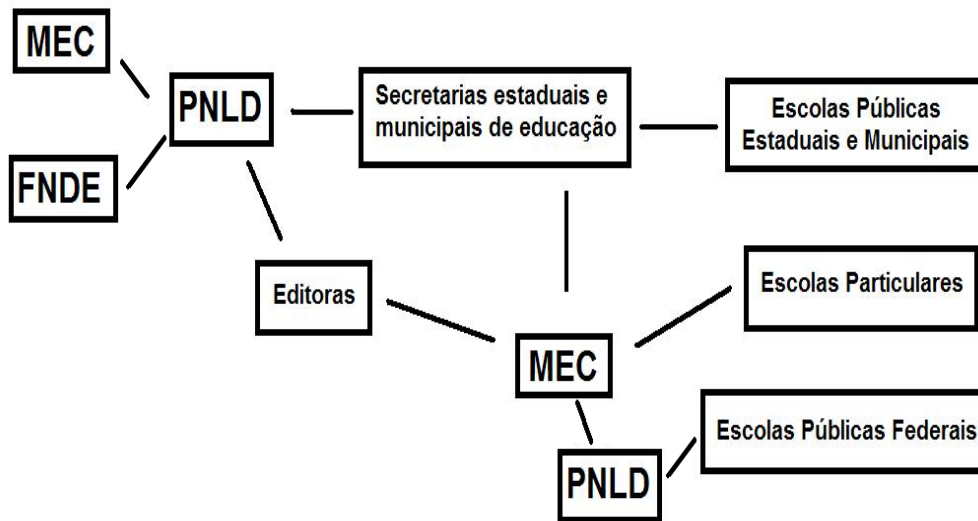 MEC
PNLD
FNDE
Secretarias estaduais e
municipais de educação
Escolas Públicas
Estaduais e Municipais
Editoras
Escolas Particulares
MEC
Escolas Públicas Federais
PNLD